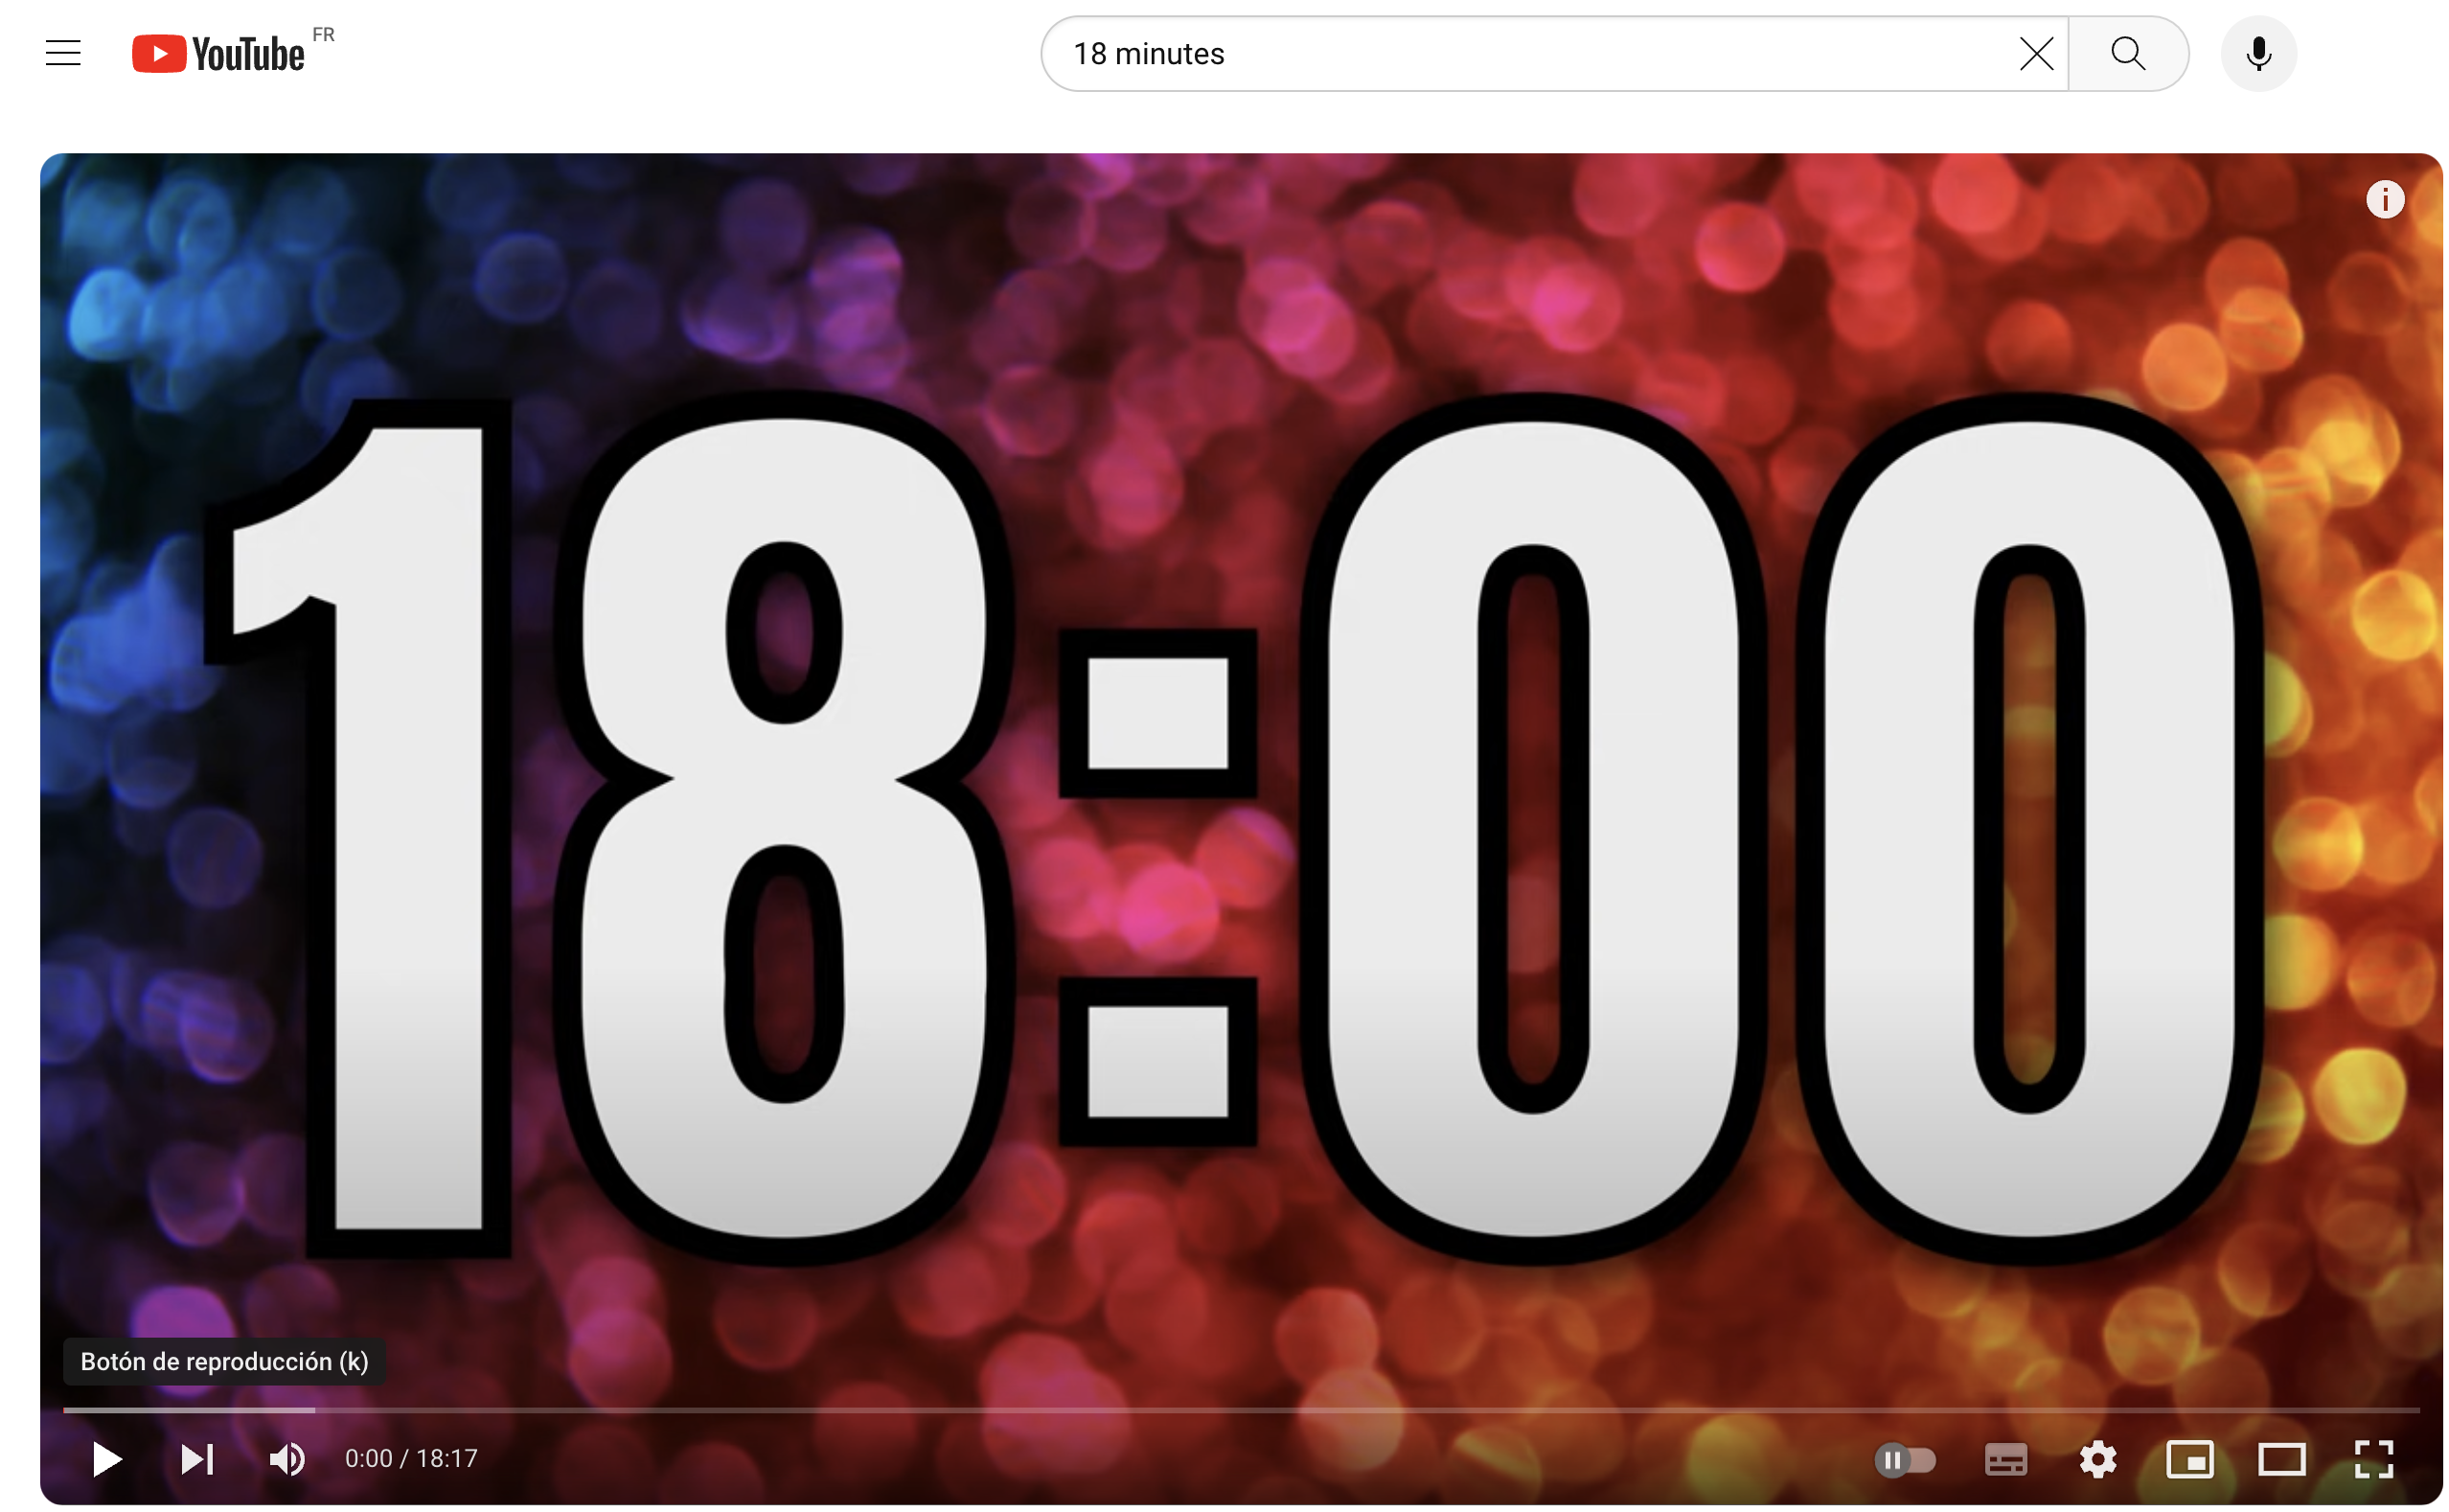 YouTube FR
18 minutes
18:00
Botón de reproducción (k)
0:00 / 18:17